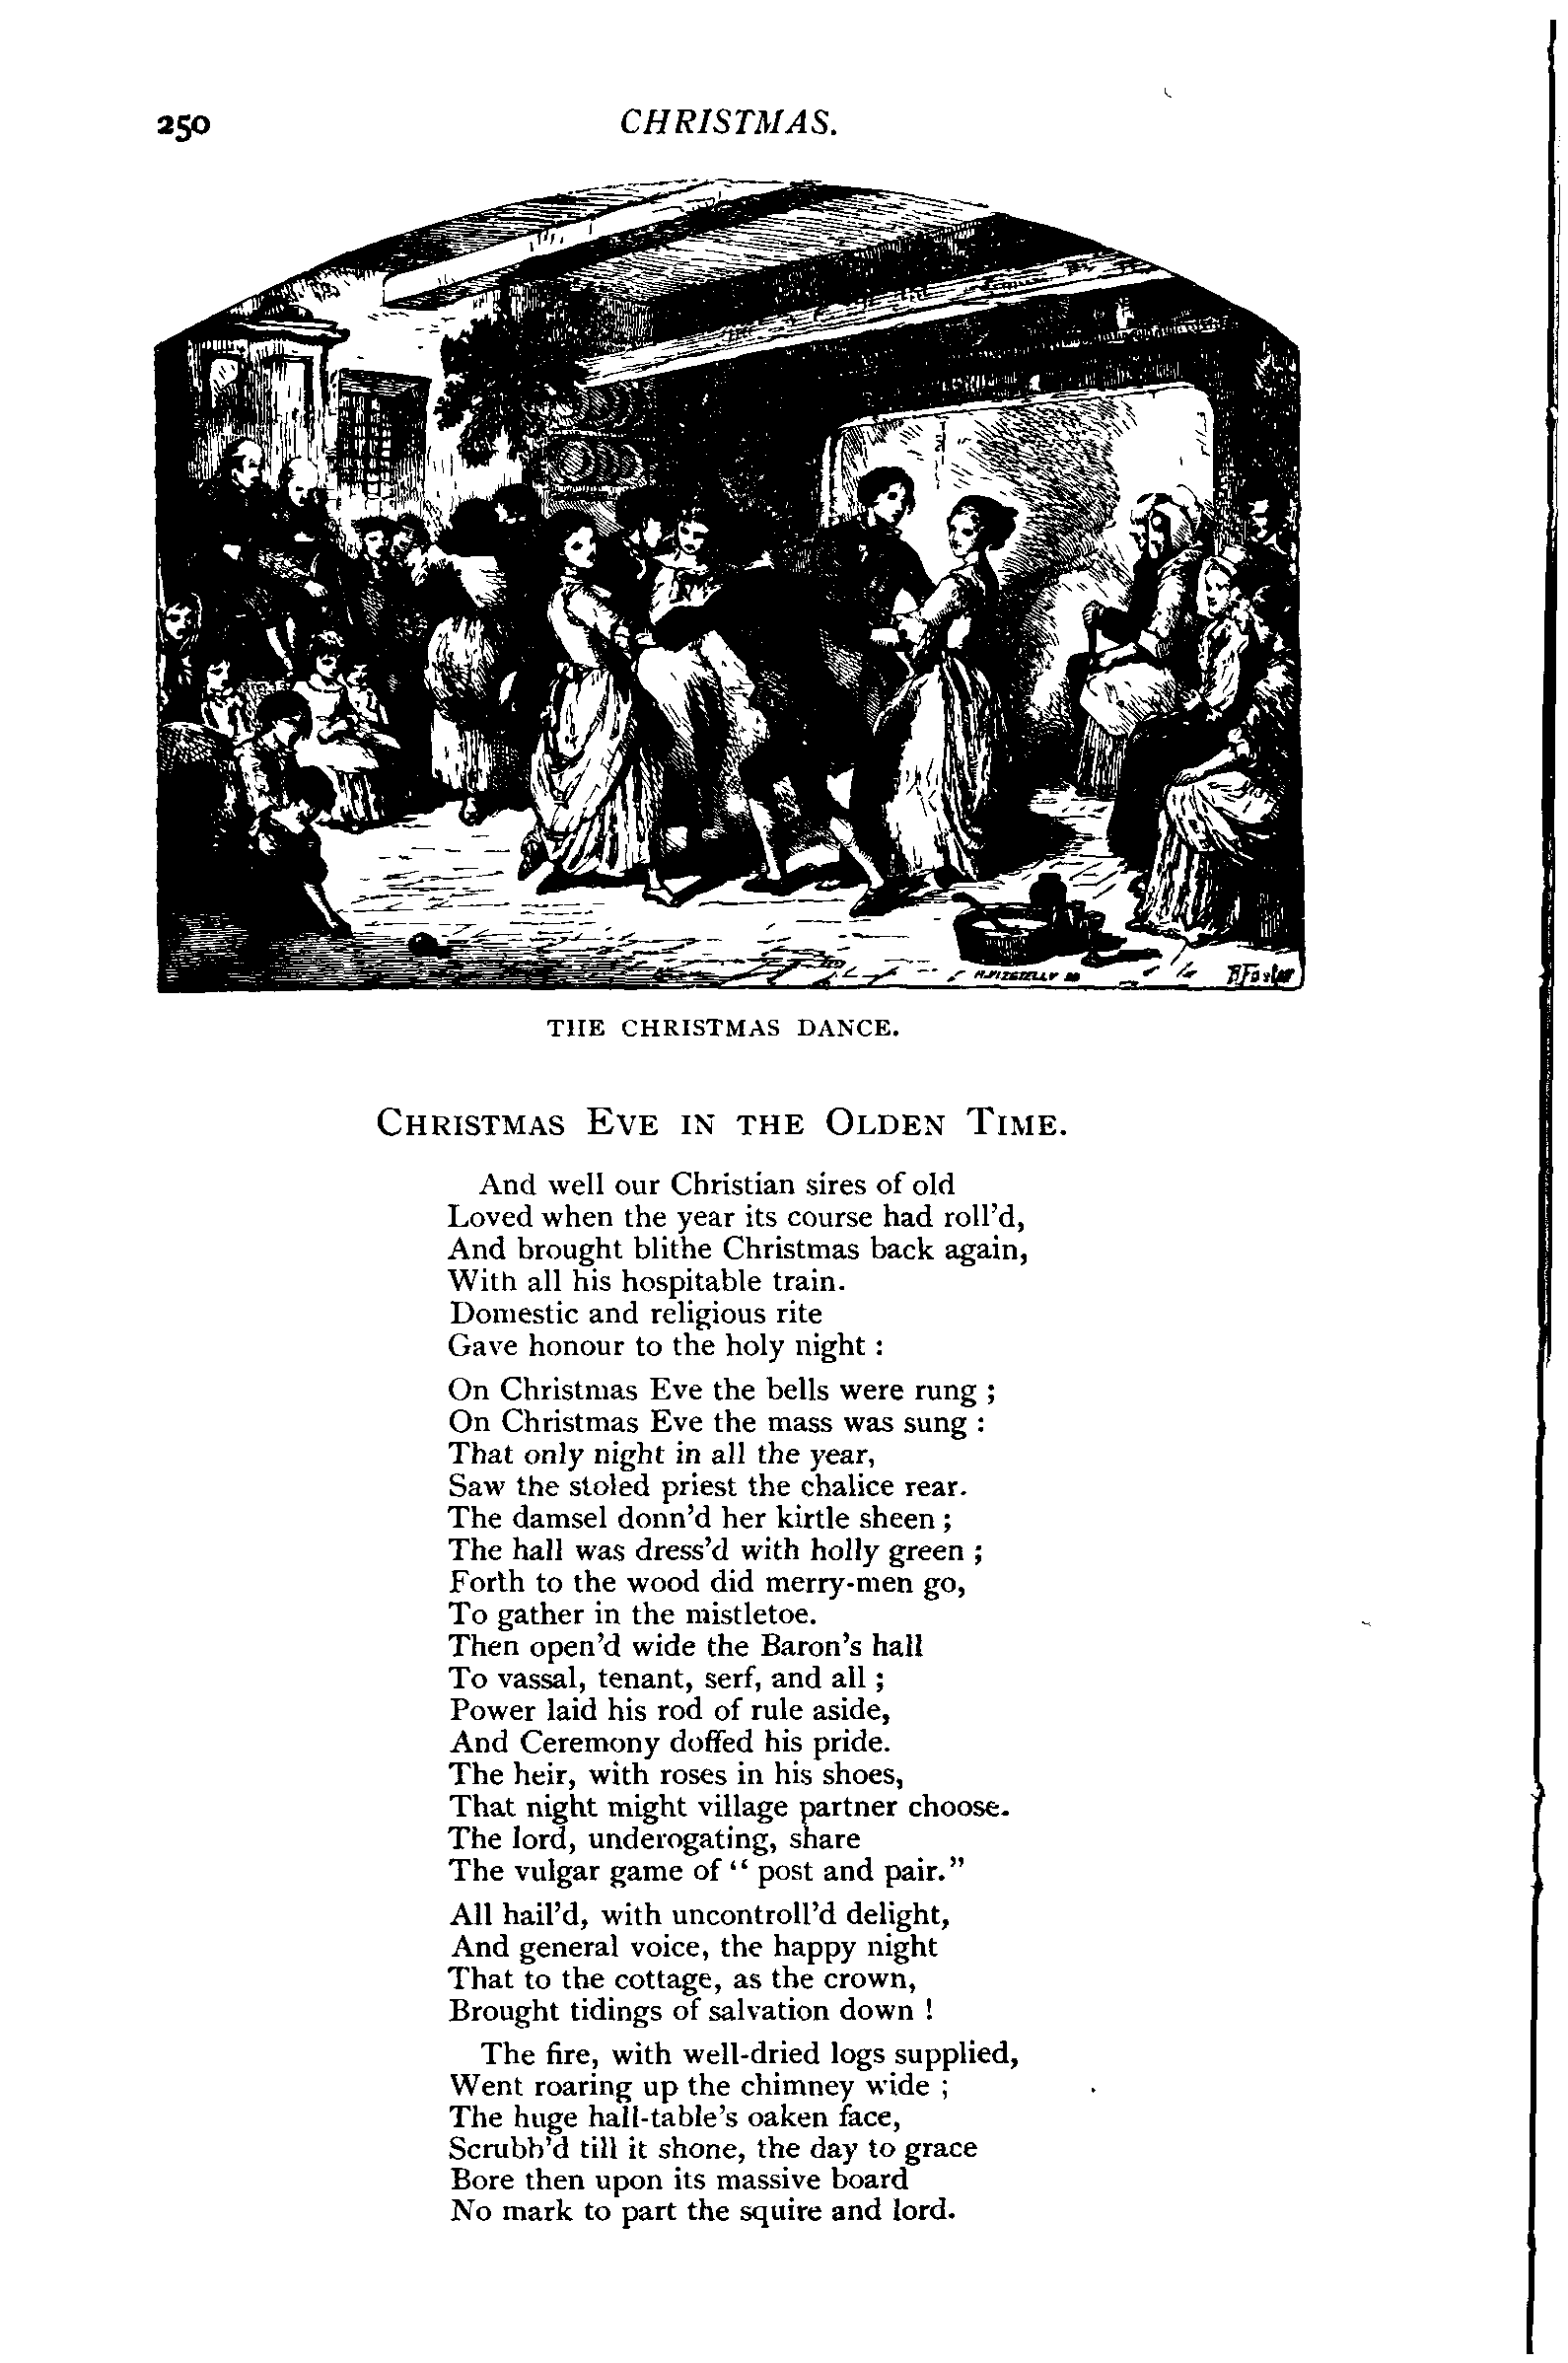 250
CHRISTMAS.
H. VIZETELLY
B Foster
THE CHRISTMAS DANCE.
CHRISTMAS EVE IN THE OLDEN TIME.
And well our Christian sires of old
Loved when the year its course had roll'd,
And brought blithe Christmas back again,
With all his hospitable train.
Domestic and religious rite
Gave honour to the holy night :
On Christmas Eve the bells were rung ;
On Christmas Eve the mass was sung :
That only night in all the year,
Saw the stoled priest the chalice rear.
The damsel donn'd her kirtle sheen ;
The hall was dress'd with holly green ;
Forth to the wood did merry-men go,
To gather in the mistletoe.
Then open'd wide the Baron's hall
To vassal, tenant, serf, and all ;
Power laid his rod of rule aside,
And Ceremony doffed his pride.
The heir, with roses in his shoes,
That night might village partner choose.
The lord, underogating, share
The vulgar game of " post and pair."
All hail'd, with uncontroll'd delight,
And general voice, the happy night
That to the cottage, as the crown,
Brought tidings of salvation down !
The fire, with well-dried logs supplied,
Went roaring up the chimney wide ;
The huge hall-table's oaken face,
Scrubb'd till it shone, the day to grace
Bore then upon its massive board
No mark to part the squire and lord.